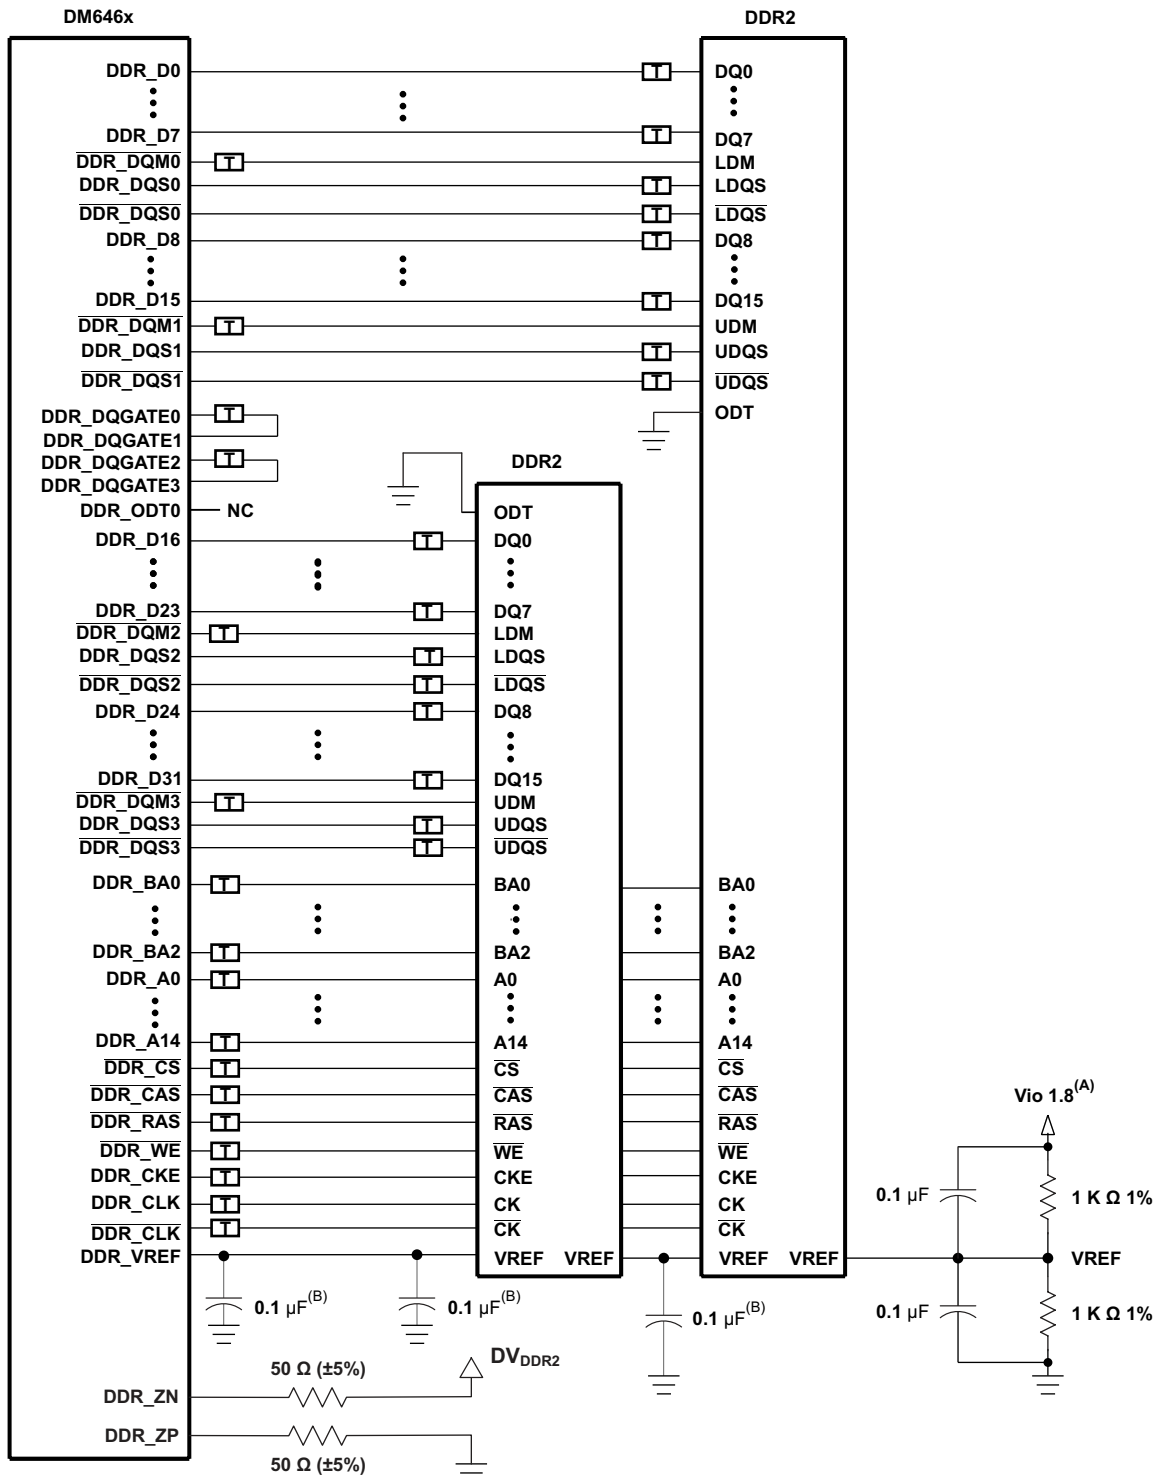 DM646x
DDR2
DDR_D0 T DQ0
DDR_D7 T DQ7
DDR_DQM0 T LDM
DDR_DQS0 T LDQS
DDR_DQS0 T LDQS
DDR_D8 T DQ8
DDR_D15 T DQ15
DDR_DQM1 T UDM
DDR_DQS1 T UDQS
DDR_DQS1 T UDQS
DDR_DQGATE0 T ODT
DDR_DQGATE1
DDR_DQGATE2 T DDR2
DDR_DQGATE3
DDR_ODT0 NC ODT
DDR_D16 T DQ0
DDR_D23 T DQ7
DDR_DQM2 T LDM
DDR_DQS2 T LDQS
DDR_DQS2 T LDQS
DDR_D24 T DQ8
DDR_D31 T DQ15
DDR_DQM3 T UDM
DDR_DQS3 T UDQS
DDR_DQS3 T UDQS
DDR_BA0 T BA0 BA0
DDR_BA2 T BA2 BA2
DDR_A0 T A0 A0
DDR_A14 T A14 A14
DDR_CS T CS CS
DDR_CAS T CAS CAS
Vio 1.8(A)
DDR_RAS T RAS RAS
DDR_WE T WE WE
DDR_CKE T CKE CKE
0.1 µF 1 K Ω 1%
DDR_CLK T CK CK
DDR_CLK T CK CK
DDR_VREF VREF VREF VREF VREF VREF
0.1 µF(B) 0.1 µF(B) 0.1 µF(B) 0.1 µF 1 K Ω 1%
50 Ω (±5%) DVDDR2
DDR_ZN
DDR_ZP
50 Ω (±5%)